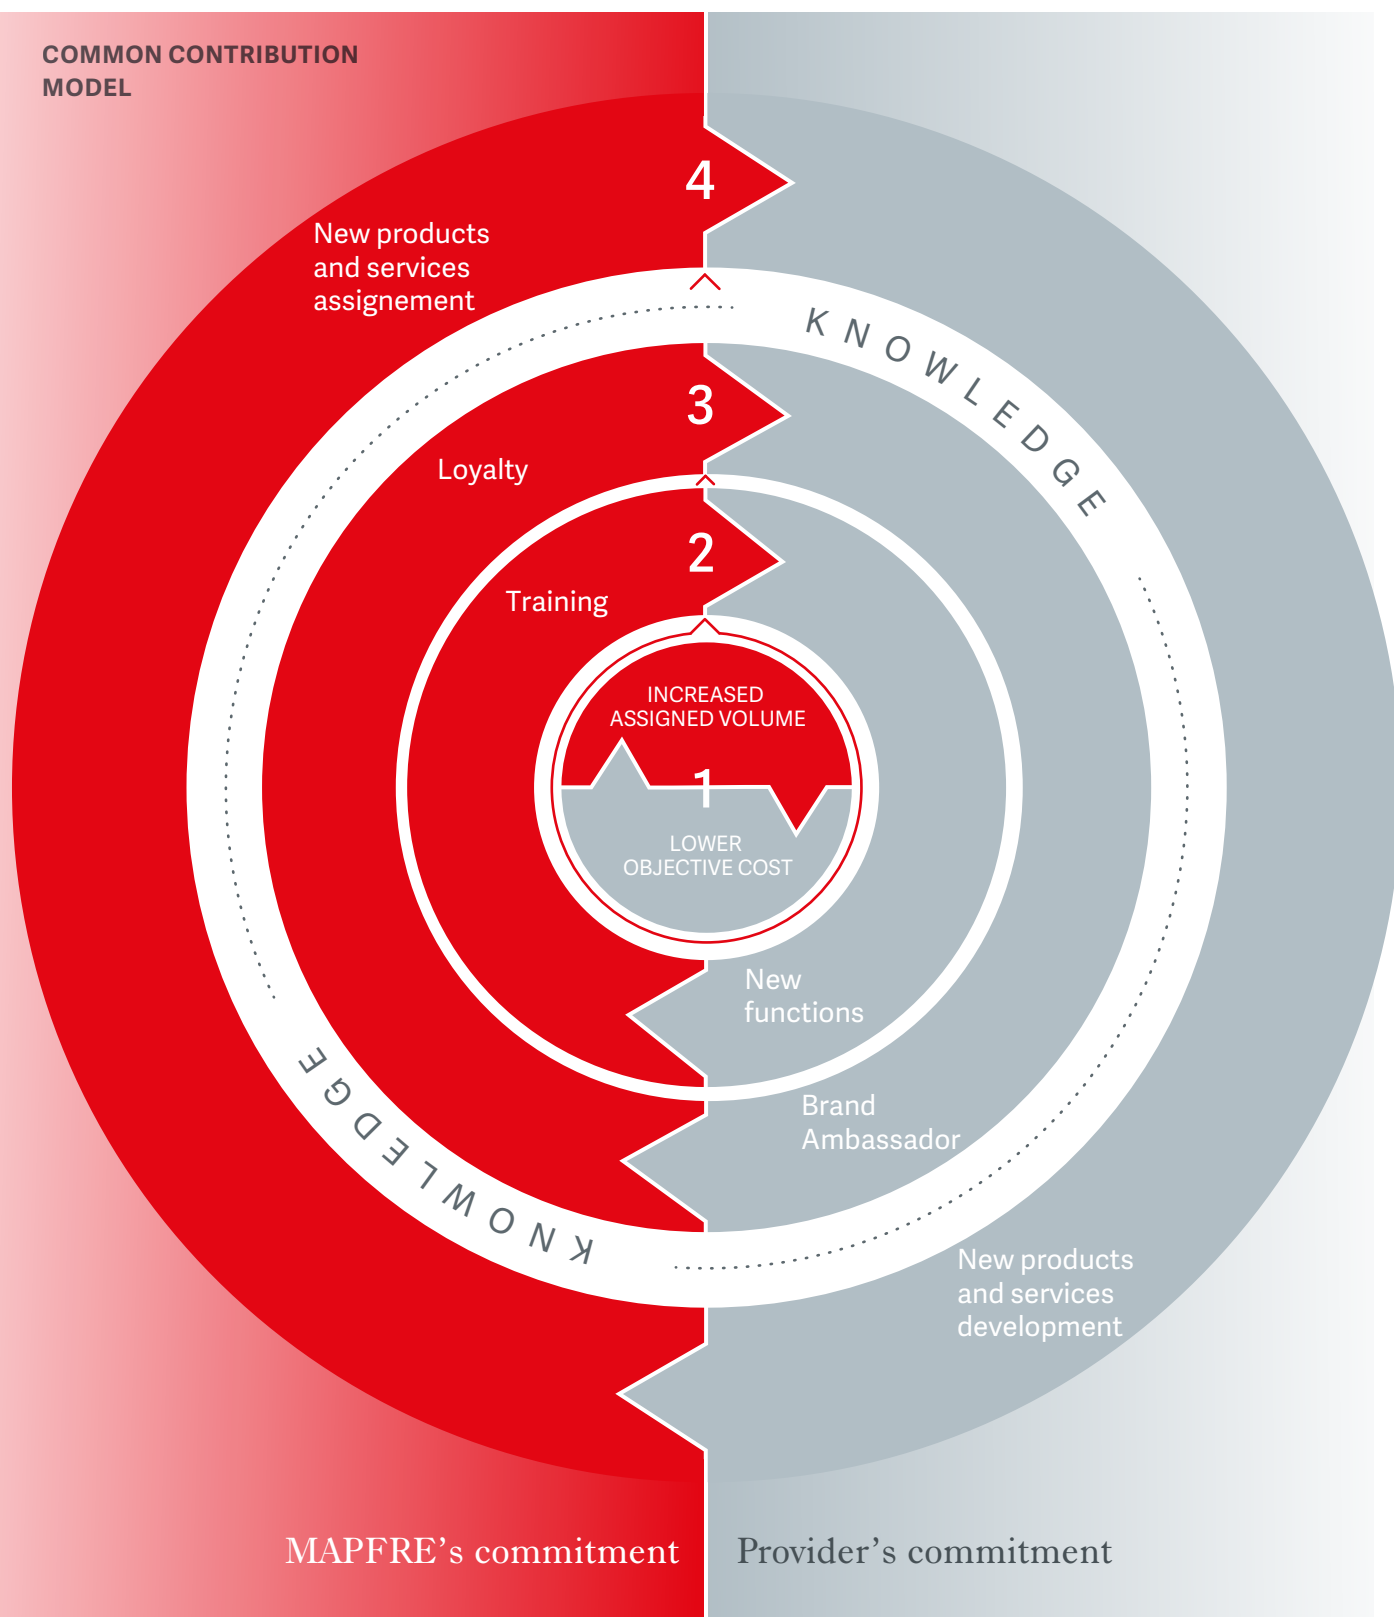 COMMON CONTRIBUTION
MODEL
4
New products
and services
assignement
KNOWLEDGE
3
Loyalty
2
Training
INCREASED
ASSIGNED VOLUME
1
LOWER
OBJECTIVE COST
New
functions
Brand
Ambassador
KNOWLEDGE
New products
and services
development
MAPFRE’s commitment
Provider’s commitment